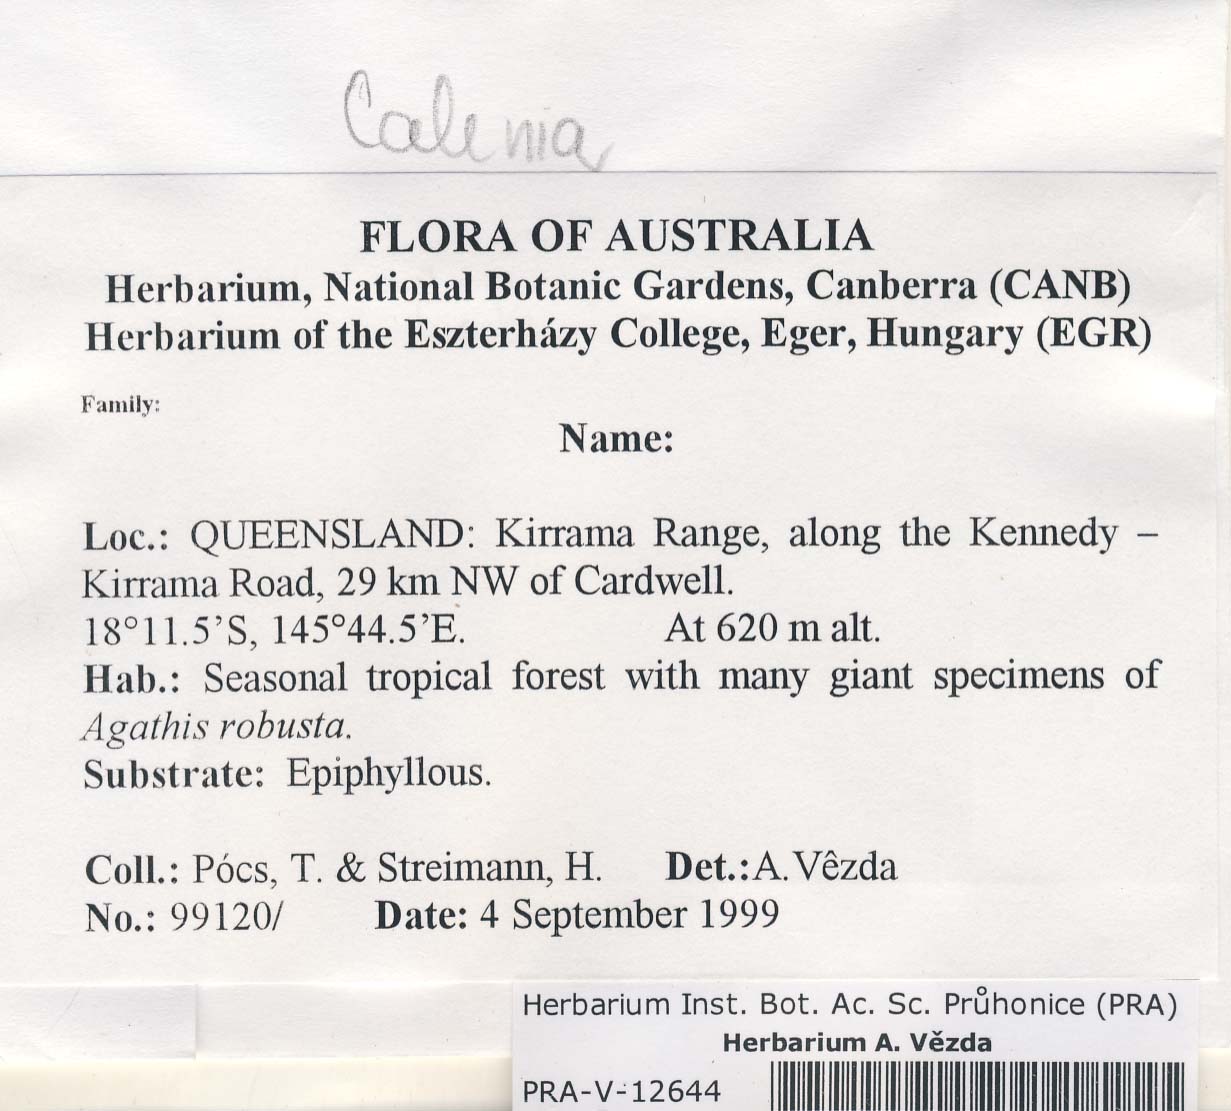 Calenia
FLORA OF AUSTRALIA
Herbarium, National Botanic Gardens, Canberra (CANB)
Herbarium of the Eszterházy College, Eger, Hungary (EGR)
Family:
Name:
Loc.: QUEENSLAND: Kirrama Range, along the Kennedy –
Kirrama Road, 29 km NW of Cardwell.
18°11.5’S, 145°44.5’E. At 620 m alt.
Hab.: Seasonal tropical forest with many giant specimens of
Agathis robusta.
Substrate: Epiphyllous.
Coll.: Pócs, T. & Streimann, H. Det.:A. Vêzda
No.: 99120/ Date: 4 September 1999
Herbarium Inst. Bot. Ac. Sc. Průhonice (PRA)
Herbarium A. Vězda
PRA-V-12644